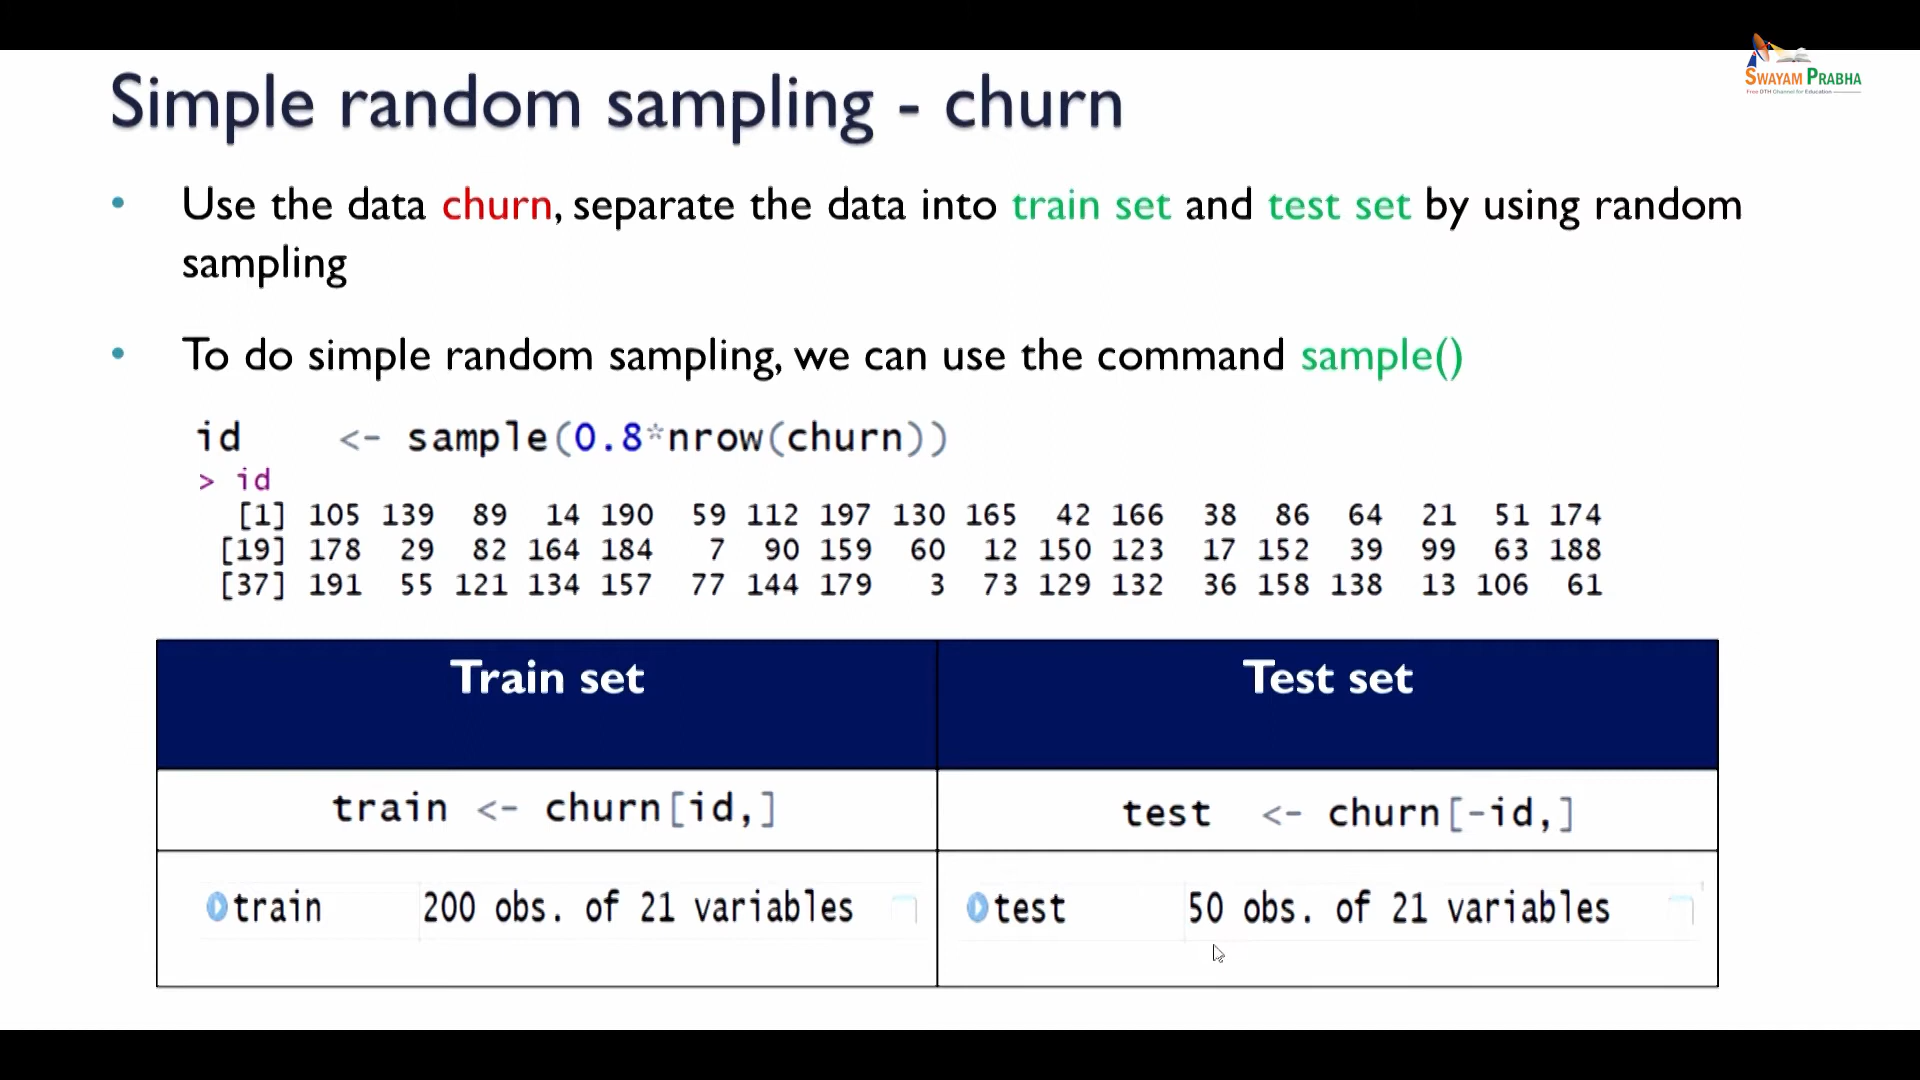 SWAYAM PRABHA
Free DTH Channel for Education
Simple random sampling - churn
• Use the data churn, separate the data into train set and test set by using random
sampling
• To do simple random sampling, we can use the command sample()
id <- sample(0.8*nrow(churn))
> id
[1] 105 139 89 14 190 59 112 197 130 165 42 166 38 86 64 21 51 174
[19] 178 29 82 164 184 7 90 159 60 12 150 123 17 152 39 99 63 188
[37] 191 55 121 134 157 77 144 179 3 73 129 132 36 158 138 13 106 61
Train set Test set
train <- churn[id,] test <- churn[-id,]
train 200 obs. of 21 variables test 50 obs. of 21 variables